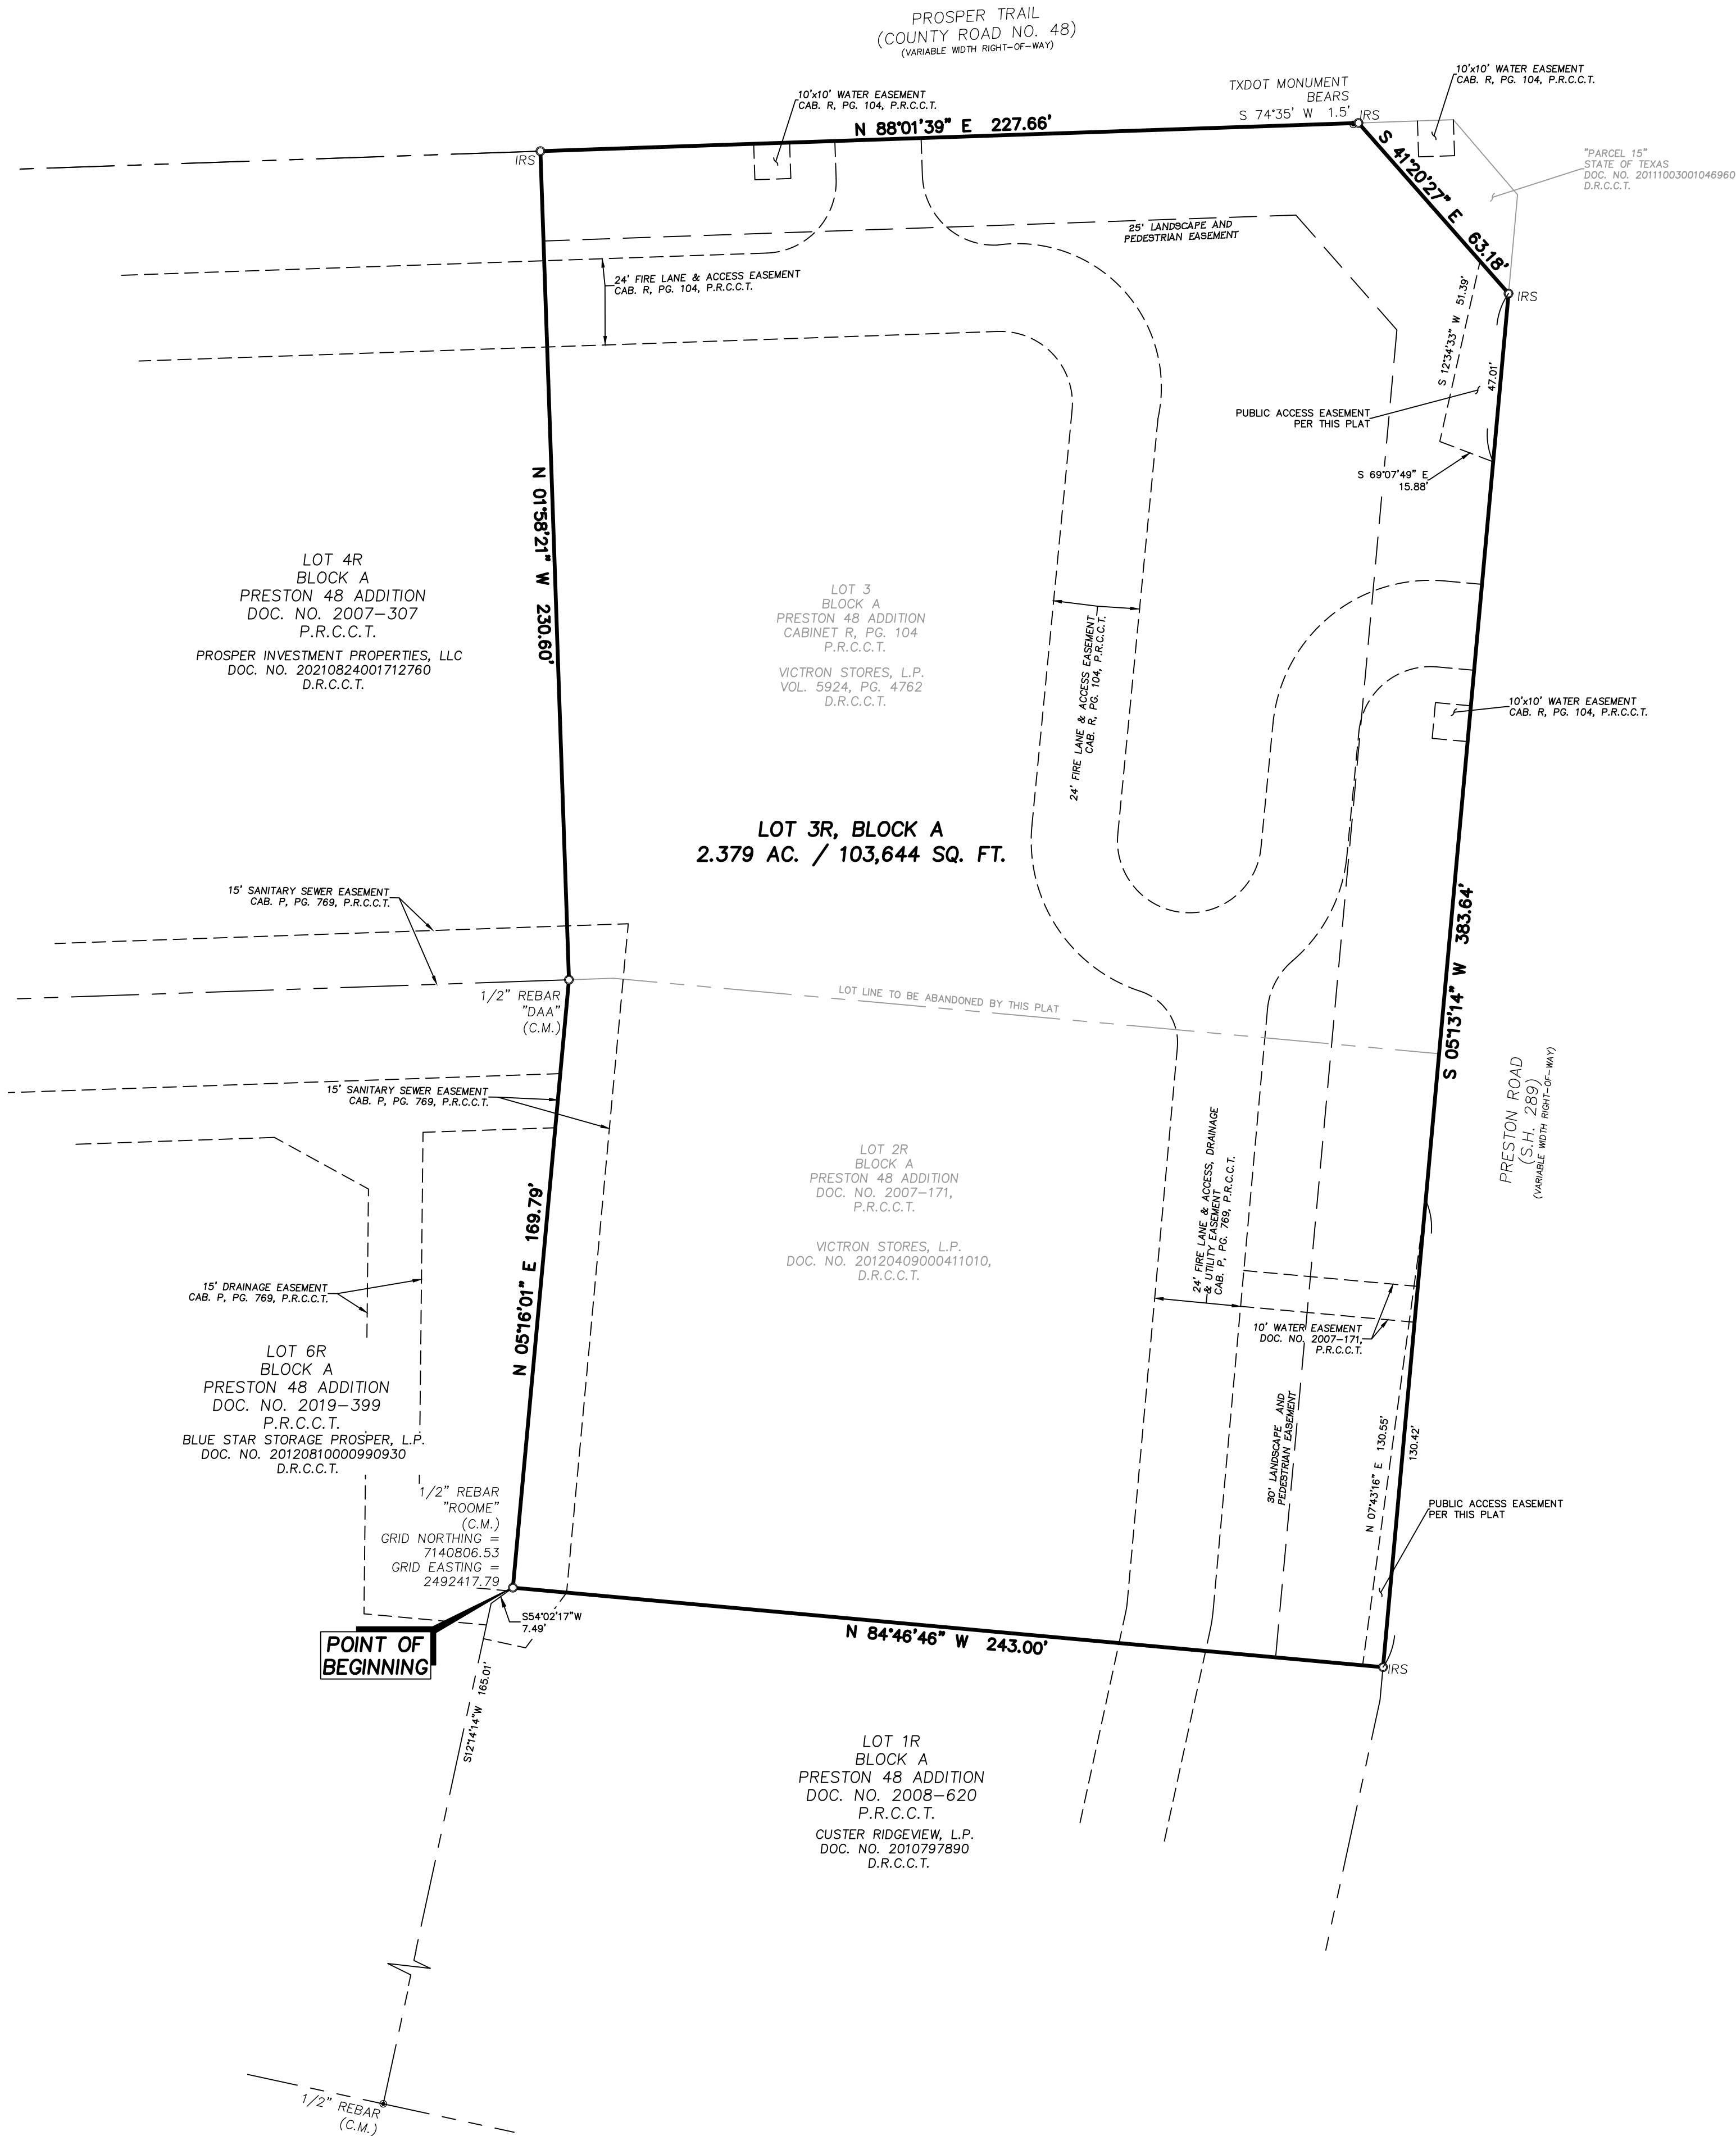 PROSPER TRAIL
(COUNTY ROAD NO. 48)
(VARIABLE WIDTH RIGHT-OF-WAY)
10'x10' WATER EASEMENT
CAB. R, PG. 104, P.R.C.C.T.
TXDOT MONUMENT
BEARS
S 74°35' W 1.5'
IRS
10'x10' WATER EASEMENT
CAB. R, PG. 104, P.R.C.C.T.
N 88°01'39" E 227.66'
IRS
S 41°20'27" E 63.18'
"PARCEL 15"
STATE OF TEXAS
DOC. NO. 20111003001046960
D.R.C.C.T.
25' LANDSCAPE AND
PEDESTRIAN EASEMENT
24' FIRE LANE & ACCESS EASEMENT
CAB. R, PG. 104, P.R.C.C.T.
IRS
S 12°34'33" W 51.39'
47.01'
PUBLIC ACCESS EASEMENT
PER THIS PLAT
S 69°07'49" E
15.88'
N 01°58'21" W 230.60'
LOT 4R
BLOCK A
PRESTON 48 ADDITION
DOC. NO. 2007-307
P.R.C.C.T.
PROSPER INVESTMENT PROPERTIES, LLC
DOC. NO. 20210824001712760
D.R.C.C.T.
LOT 3
BLOCK A
PRESTON 48 ADDITION
CABINET R, PG. 104
P.R.C.C.T.
VICTRON STORES, L.P.
VOL. 5924, PG. 4762
D.R.C.C.T.
24' FIRE LANE & ACCESS EASEMENT
CAB. R, PG. 104, P.R.C.C.T.
10'x10' WATER EASEMENT
CAB. R, PG. 104, P.R.C.C.T.
LOT 3R, BLOCK A
2.379 AC. / 103,644 SQ. FT.
15' SANITARY SEWER EASEMENT
CAB. P, PG. 769, P.R.C.C.T.
S 05°13'14" W 383.64'
1/2" REBAR
"DAA"
(C.M.)
LOT LINE TO BE ABANDONED BY THIS PLAT
PRESTON ROAD
(S.H. 289)
(VARIABLE WIDTH RIGHT-OF-WAY)
15' SANITARY SEWER EASEMENT
CAB. P, PG. 769, P.R.C.C.T.
N 05°16'01" E 169.79'
LOT 2R
BLOCK A
PRESTON 48 ADDITION
DOC. NO. 2007-171,
P.R.C.C.T.
VICTRON STORES, L.P.
DOC. NO. 20120409000411010,
D.R.C.C.T.
24' FIRE LANE & ACCESS, DRAINAGE
& UTILITY EASEMENT
CAB. P, PG. 769, P.R.C.C.T.
15' DRAINAGE EASEMENT
CAB. P, PG. 769, P.R.C.C.T.
10' WATER EASEMENT
DOC. NO. 2007-171,
P.R.C.C.T.
LOT 6R
BLOCK A
PRESTON 48 ADDITION
DOC. NO. 2019-399
P.R.C.C.T.
BLUE STAR STORAGE PROSPER, L.P.
DOC. NO. 20120810000990930
D.R.C.C.T.
30' LANDSCAPE AND
PEDESTRIAN EASEMENT
N 07°43'16" E 130.55'
130.42'
PUBLIC ACCESS EASEMENT
PER THIS PLAT
1/2" REBAR
"ROOME"
(C.M.)
GRID NORTHING =
7140806.53
GRID EASTING =
2492417.79
S54°02'17"W
7.49'
POINT OF
BEGINNING
N 84°46'46" W 243.00'
IRS
S12°14'14"W 165.01'
LOT 1R
BLOCK A
PRESTON 48 ADDITION
DOC. NO. 2008-620
P.R.C.C.T.
CUSTER RIDGEVIEW, L.P.
DOC. NO. 2010797890
D.R.C.C.T.
1/2" REBAR
(C.M.)